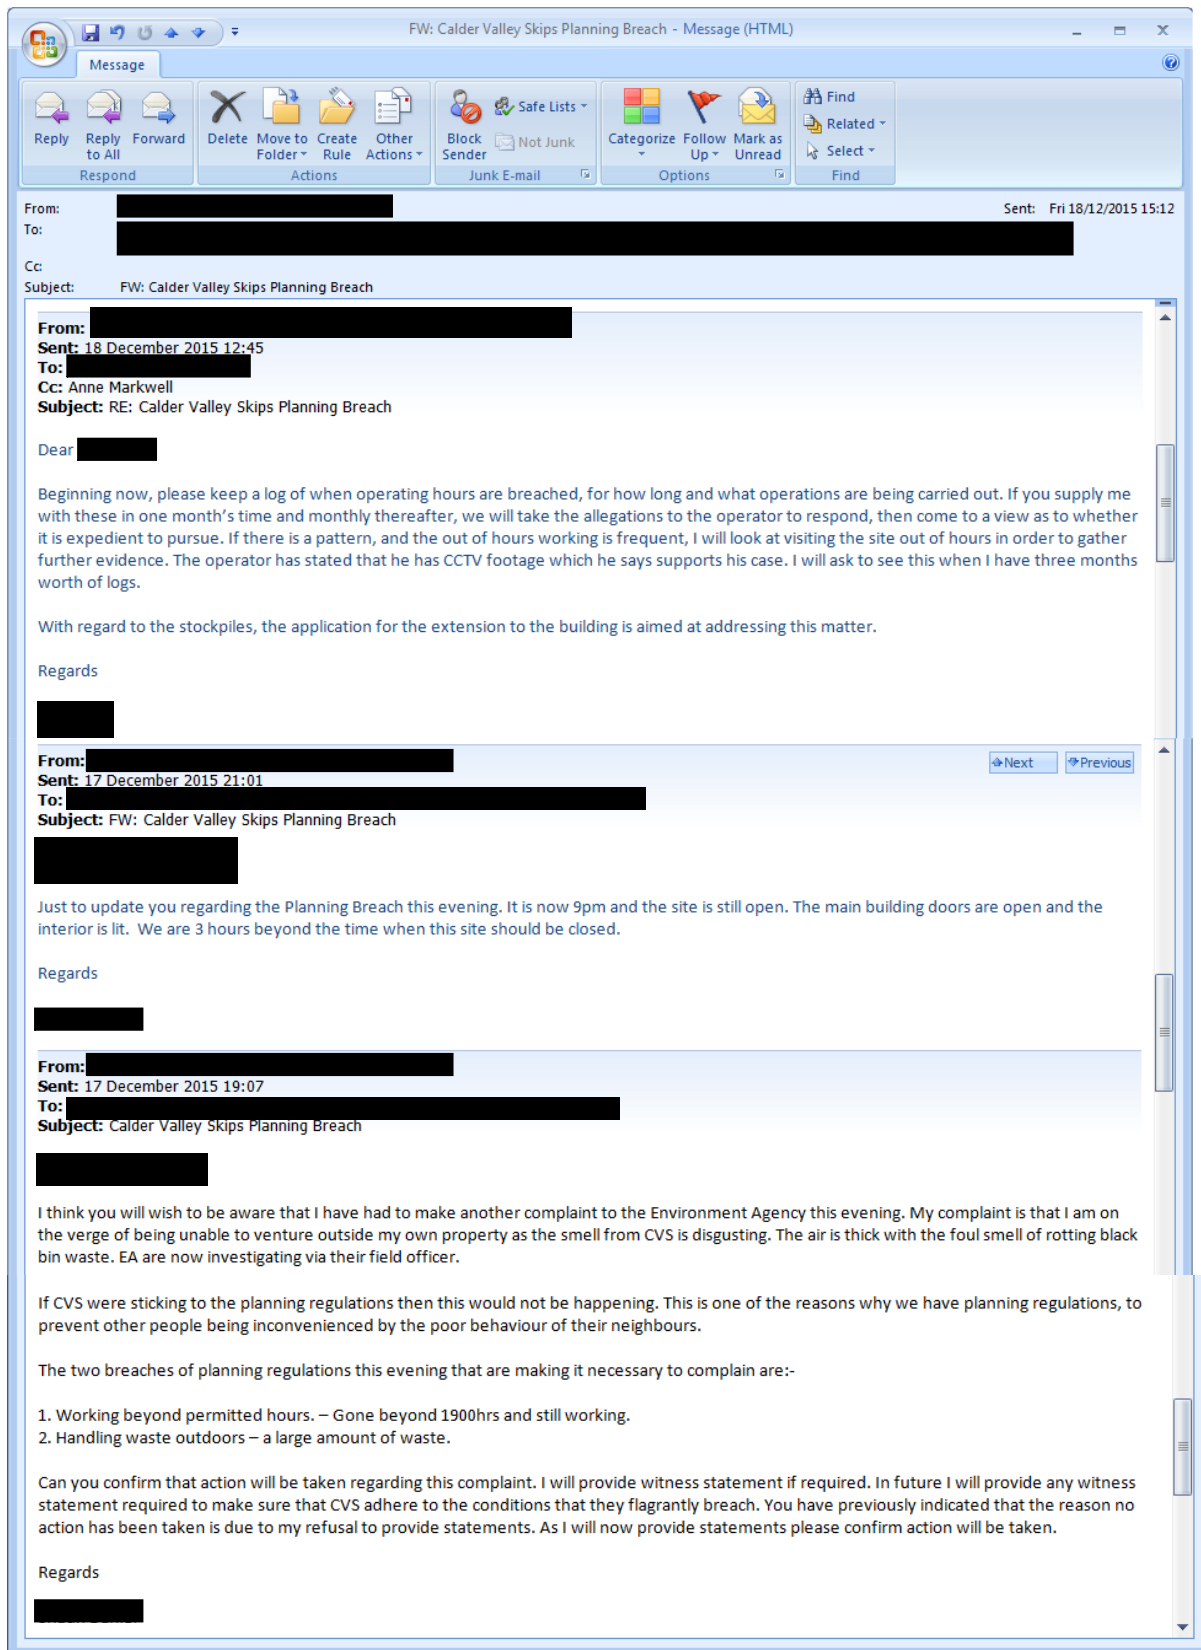 FW: Calder Valley Skips Planning Breach - Message (HTML)
Message
Reply
Reply to All
Forward
Respond
Delete
Move to Folder
Create Rule
Other Actions
Actions
Block Sender
Safe Lists
Not Junk
Junk E-mail
Categorize
Follow Up
Mark as Unread
Options
Find
Related
Select
Find
From:
Sent: Fri 18/12/2015 15:12
To:
Cc:
Subject: FW: Calder Valley Skips Planning Breach
From:
Sent: 18 December 2015 12:45
To:
Cc: Anne Markwell
Subject: RE: Calder Valley Skips Planning Breach
Dear
Beginning now, please keep a log of when operating hours are breached, for how long and what operations are being carried out. If you supply me
with these in one month's time and monthly thereafter, we will take the allegations to the operator to respond, then come to a view as to whether
it is expedient to pursue. If there is a pattern, and the out of hours working is frequent, I will look at visiting the site out of hours in order to gather
further evidence. The operator has stated that he has CCTV footage which he says supports his case. I will ask to see this when I have three months
worth of logs.
With regard to the stockpiles, the application for the extension to the building is aimed at addressing this matter.
Regards
From:
Next
Previous
Sent: 17 December 2015 21:01
To:
Subject: FW: Calder Valley Skips Planning Breach
Just to update you regarding the Planning Breach this evening. It is now 9pm and the site is still open. The main building doors are open and the
interior is lit. We are 3 hours beyond the time when this site should be closed.
Regards
From:
Sent: 17 December 2015 19:07
To:
Subject: Calder Valley Skips Planning Breach
I think you will wish to be aware that I have had to make another complaint to the Environment Agency this evening. My complaint is that I am on
the verge of being unable to venture outside my own property as the smell from CVS is disgusting. The air is thick with the foul smell of rotting black
bin waste. EA are now investigating via their field officer.
If CVS were sticking to the planning regulations then this would not be happening. This is one of the reasons why we have planning regulations, to
prevent other people being inconvenienced by the poor behaviour of their neighbours.
The two breaches of planning regulations this evening that are making it necessary to complain are:-
1. Working beyond permitted hours. – Gone beyond 1900hrs and still working.
2. Handling waste outdoors – a large amount of waste.
Can you confirm that action will be taken regarding this complaint. I will provide witness statement if required. In future I will provide any witness
statement required to make sure that CVS adhere to the conditions that they flagrantly breach. You have previously indicated that the reason no
action has been taken is due to my refusal to provide statements. As I will now provide statements please confirm action will be taken.
Regards